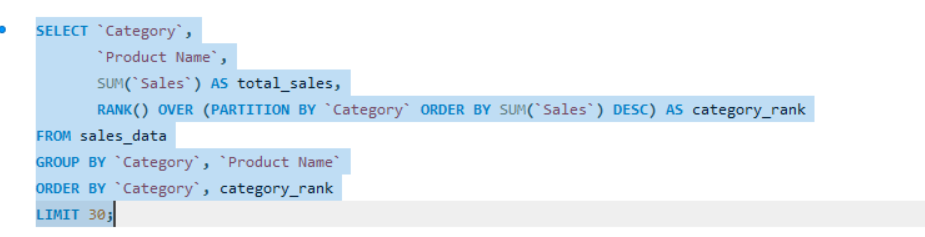 SELECT `Category`,
`Product Name`,
SUM(`Sales`) AS total_sales,
RANK() OVER (PARTITION BY `Category` ORDER BY SUM(`Sales`) DESC) AS category_rank
FROM sales_data
GROUP BY `Category`, `Product Name`
ORDER BY `Category`, category_rank
LIMIT 30;